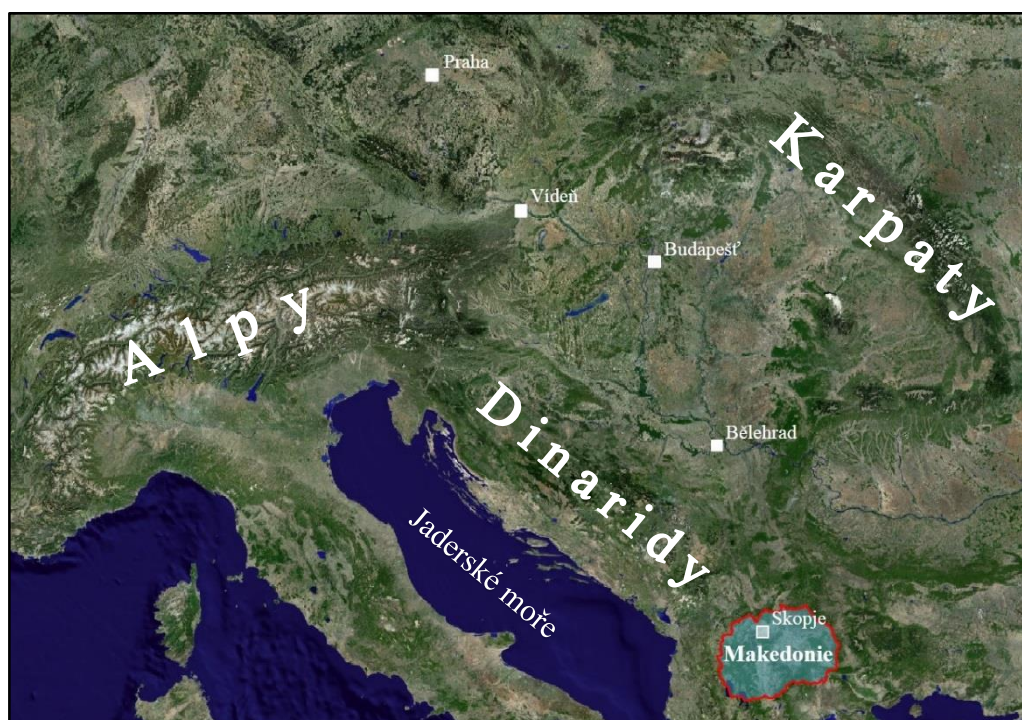 Praha
Karpaty
Vídeň
Budapešť
Alpy
Dinaridy
Bělehrad
Jaderské moře
Skopje
Makedonie